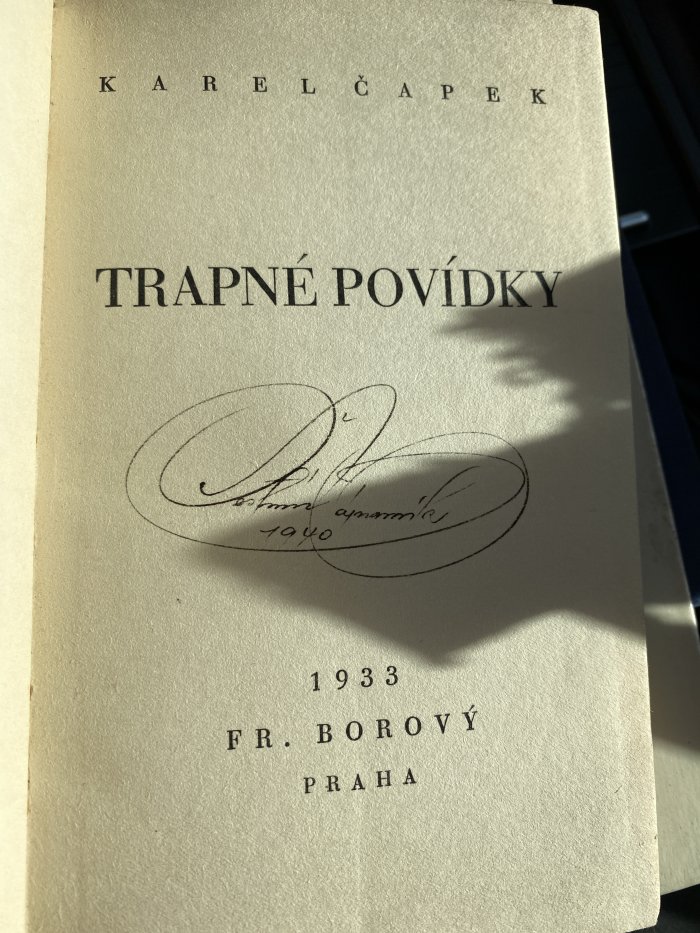 KAREL ČAPEK
TRAPNÉ POVÍDKY
1940
1933
FR. BOROVÝ
PRAHA